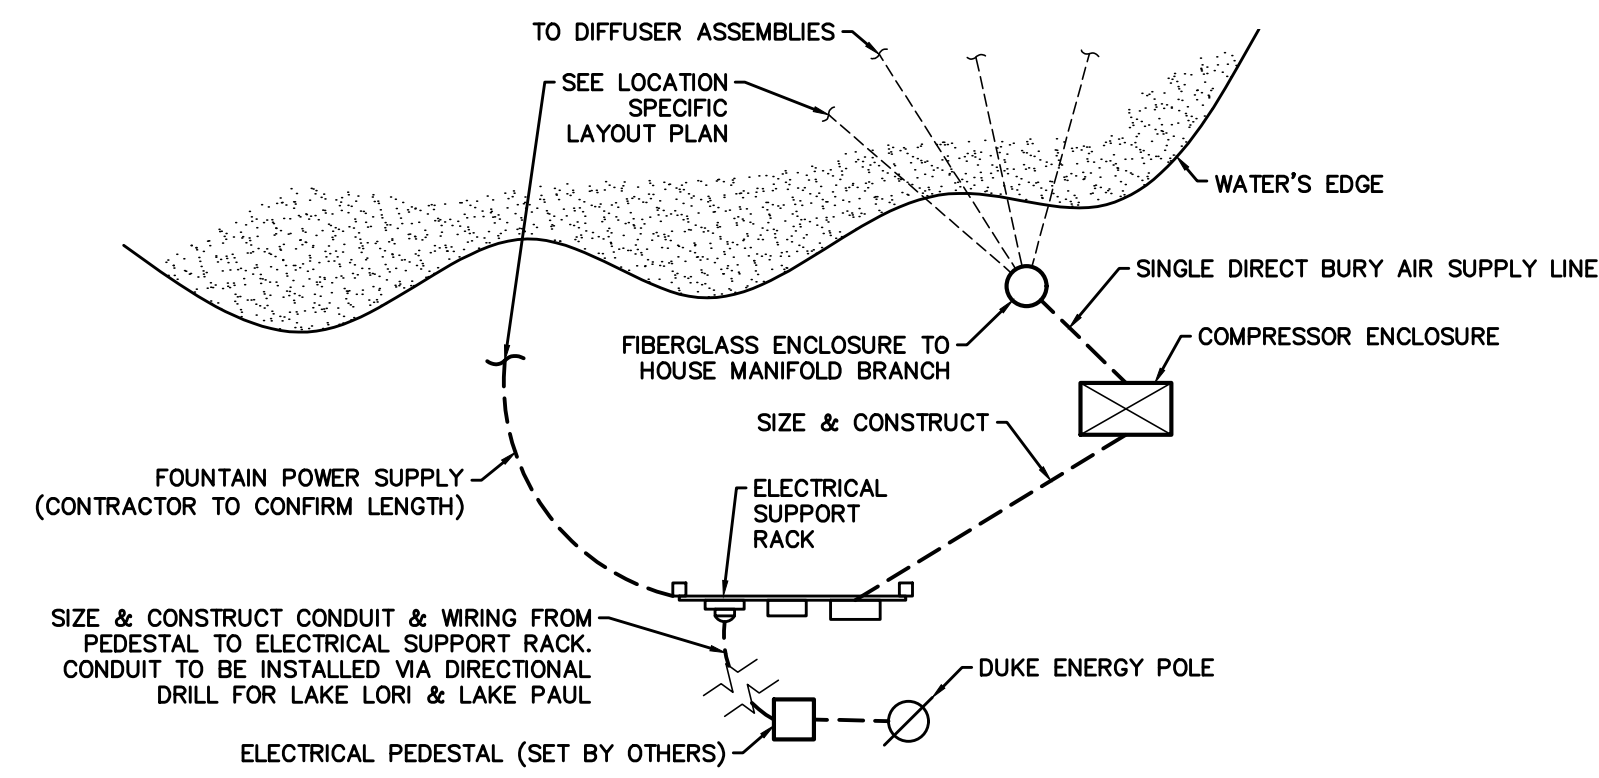 TO DIFFUSER ASSEMBLIES
SEE LOCATION
SPECIFIC
LAYOUT PLAN
WATER'S EDGE
SINGLE DIRECT BURY AIR SUPPLY LINE
FIBERGLASS ENCLOSURE TO
HOUSE MANIFOLD BRANCH
COMPRESSOR ENCLOSURE
SIZE & CONSTRUCT
FOUNTAIN POWER SUPPLY
(CONTRACTOR TO CONFIRM LENGTH)
ELECTRICAL
SUPPORT
RACK
SIZE & CONSTRUCT CONDUIT & WIRING FROM
PEDESTAL TO ELECTRICAL SUPPORT RACK.
CONDUIT TO BE INSTALLED VIA DIRECTIONAL
DRILL FOR LAKE LORI & LAKE PAUL
DUKE ENERGY POLE
ELECTRICAL PEDESTAL (SET BY OTHERS)